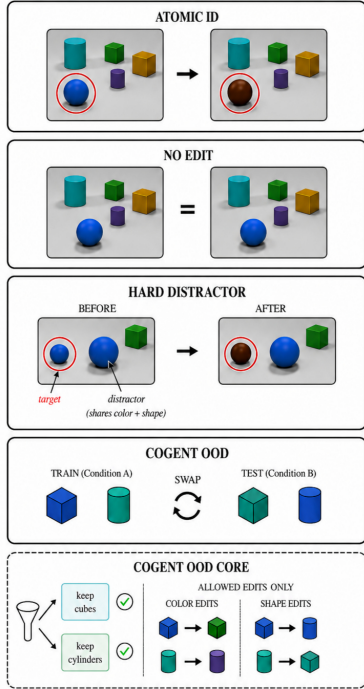 ATOMIC ID
NO EDIT
HARD DISTRACTOR
BEFORE
AFTER
target
distractor
(shares color + shape)
COGENT OOD
TRAIN (Condition A)
SWAP
TEST (Condition B)
COGENT OOD CORE
keep
cubes
keep
cylinders
ALLOWED EDITS ONLY
COLOR EDITS
SHAPE EDITS